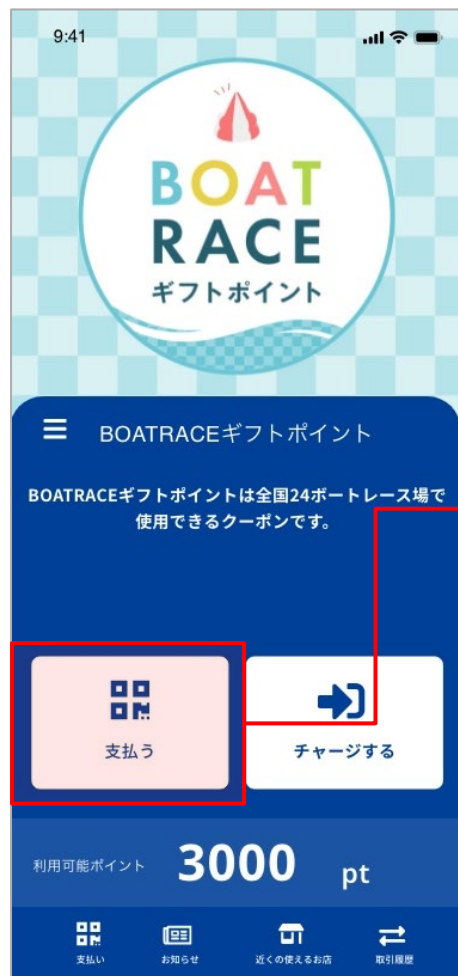 9:41
BOAT
RACE
ギフトポイント
BOATRACEギフトポイント
BOATRACEギフトポイントは全国24ボートレース場で
使用できるクーポンです。
支払う
チャージする
利用可能ポイント 3000 pt
支払い お知らせ 近くの使えるお店 取引履歴